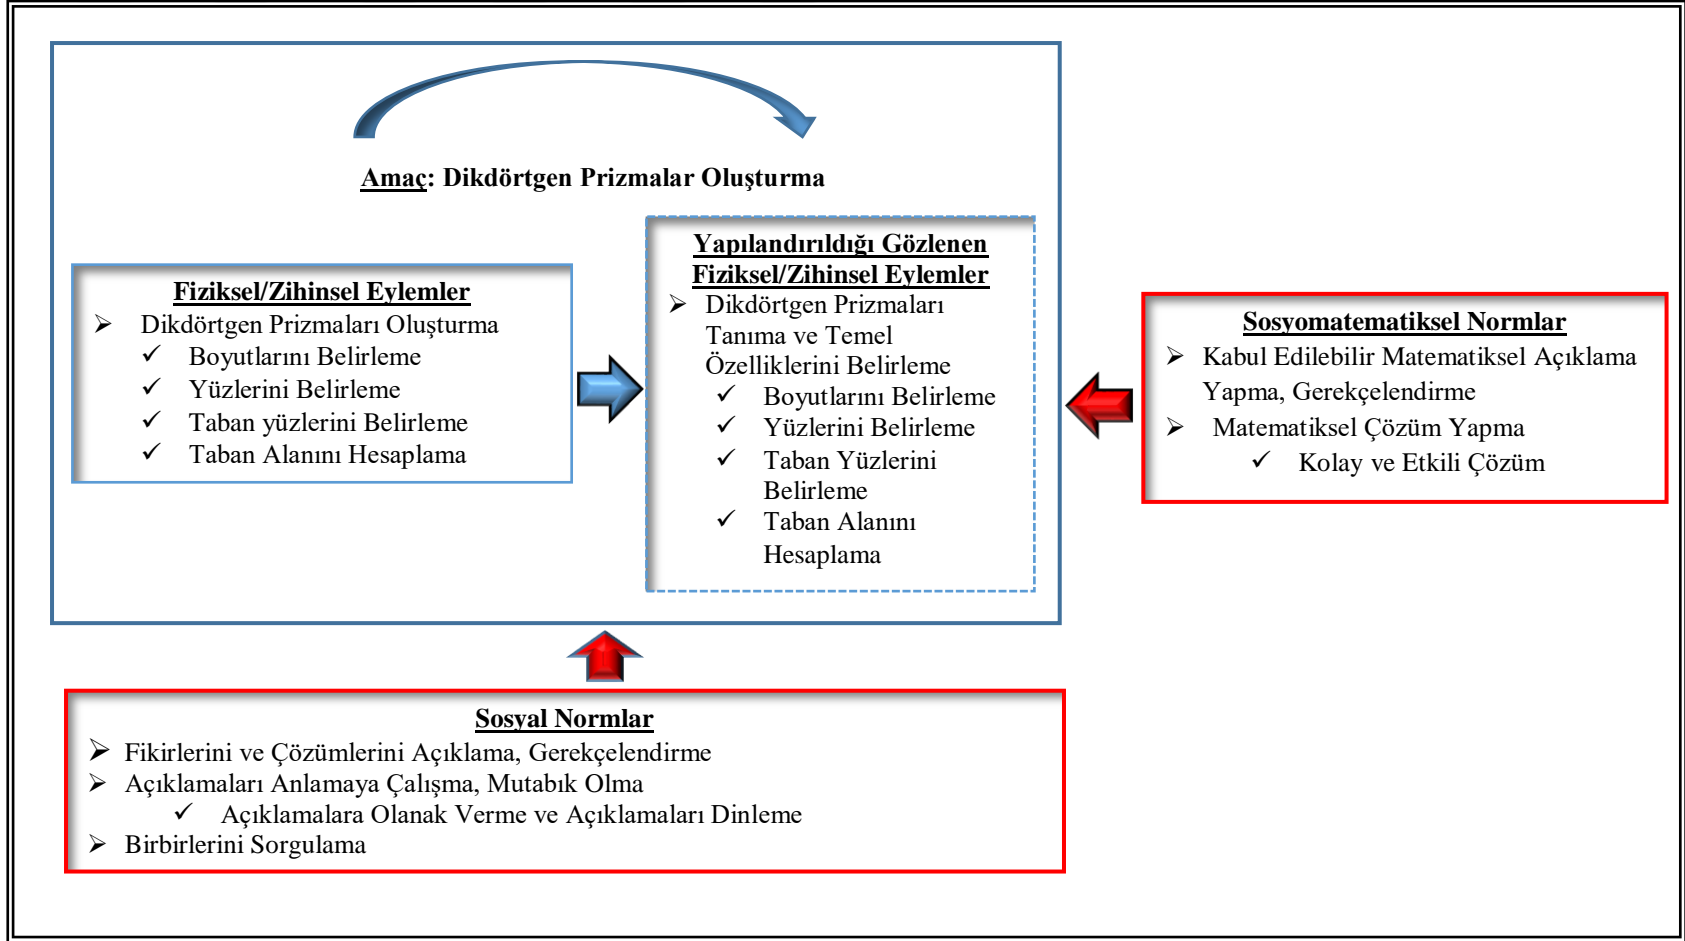 Amaç: Dikdörtgen Prizmalar Oluşturma
Fiziksel/Zihinsel Eylemler
➢ Dikdörtgen Prizmaları Oluşturma
✓ Boyutlarını Belirleme
✓ Yüzlerini Belirleme
✓ Taban yüzlerini Belirleme
✓ Taban Alanını Hesaplama
Yapılandırıldığı Gözlenen
Fiziksel/Zihinsel Eylemler
➢ Dikdörtgen Prizmaları
Tanıma ve Temel
Özelliklerini Belirleme
✓ Boyutlarını Belirleme
✓ Yüzlerini Belirleme
✓ Taban Yüzlerini
Belirleme
✓ Taban Alanını
Hesaplama
Sosyomatematiksel Normlar
➢ Kabul Edilebilir Matematiksel Açıklama
Yapma, Gerekçelendirme
➢ Matematiksel Çözüm Yapma
✓ Kolay ve Etkili Çözüm
Sosyal Normlar
➢ Fikirlerini ve Çözümlerini Açıklama, Gerekçelendirme
➢ Açıklamaları Anlamaya Çalışma, Mutabık Olma
✓ Açıklamalara Olanak Verme ve Açıklamaları Dinleme
➢ Birbirlerini Sorgulama